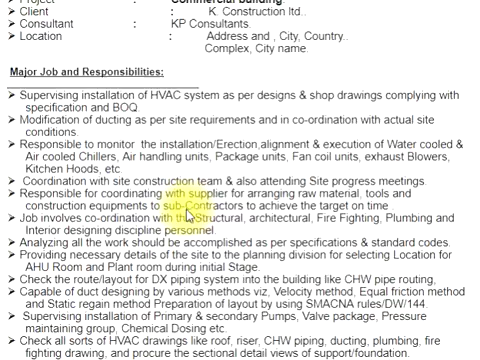 Project : Commercial building.
➢ Client : K. Construction ltd..
➢ Consultant : KP Consultants.
➢ Location : Address and , City, Country..
Complex, City name.
Major Job and Responsibilities:
➢ Supervising installation of HVAC system as per designs & shop drawings complying with
specification and BOQ.
➢ Modification of ducting as per site requirements and in co-ordination with actual site
conditions.
➢ Responsible to monitor the installation/Erection,alignment & execution of Water cooled &
Air cooled Chillers, Air handling units, Package units, Fan coil units, exhaust Blowers,
Kitchen Hoods, etc
➢ Coordination with site construction team & also attending Site progress meetings.
➢ Responsible for coordinating with supplier for arranging raw material, tools and
construction equipments to sub-Contractors to achieve the target on time
➢ Job involves co-ordination with the Structural, architectural, Fire Fighting, Plumbing and
Interior designing discipline personnel.
➢ Analyzing all the work should be accomplished as per specifications & standard codes.
➢ Providing necessary details of the site to the planning division for selecting Location for
AHU Room and Plant room during initial Stage.
➢ Check the route/layout for DX piping system into the building like CHW pipe routing,
➢ Capable of duct designing by various methods viz, Velocity method, Equal friction method
and Static regain method Preparation of layout by using SMACNA rules/DW/144.
➢ Supervising installation of Primary & secondary Pumps, Valve package, Pressure
maintaining group, Chemical Dosing etc.
➢ Check all sorts of HVAC drawings like roof, riser, CHW piping, ducting, plumbing, fire
fighting drawing, and procure the sectional detail views of support/foundation.